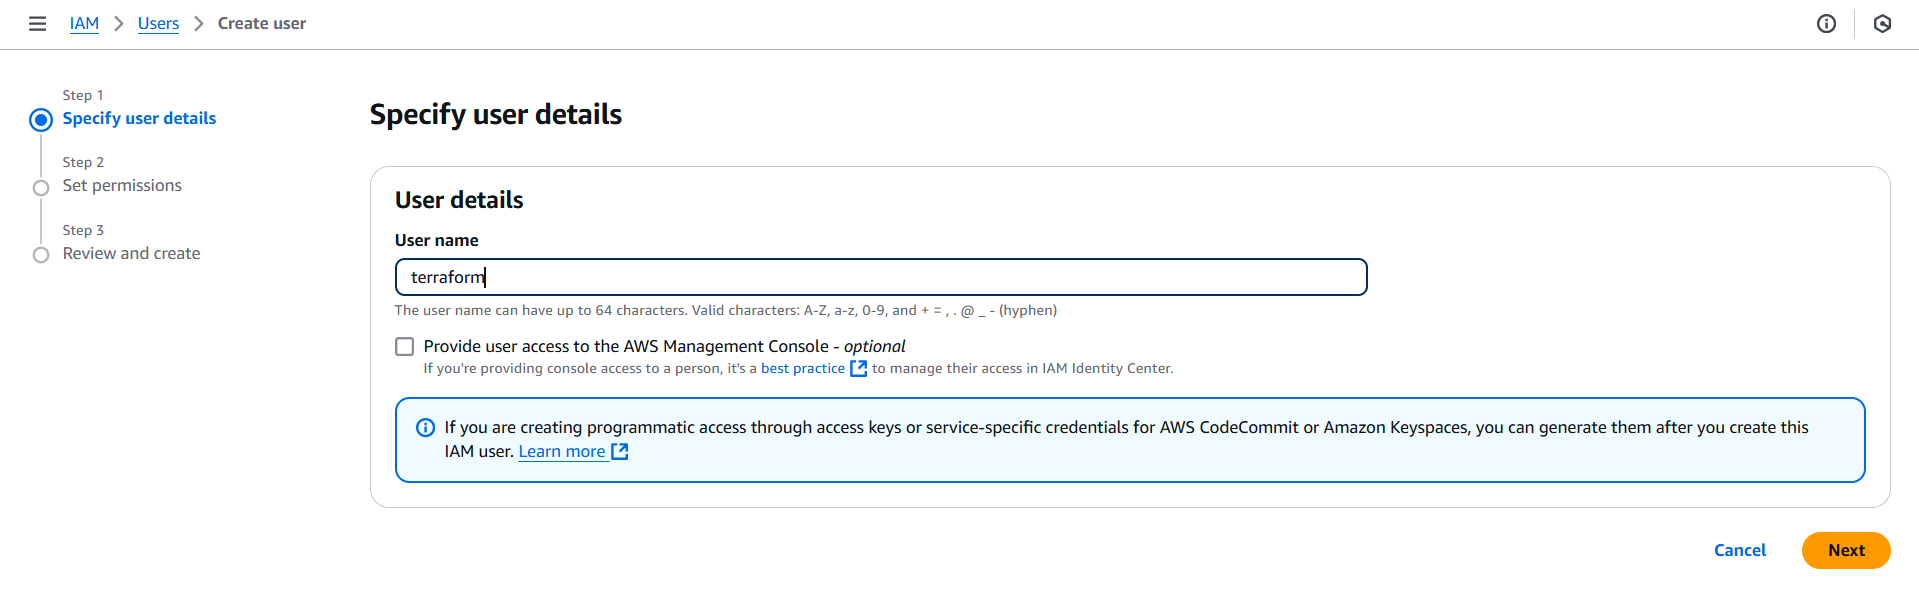 IAM > Users > Create user
Step 1
Specify user details
Step 2
Set permissions
Step 3
Review and create
Specify user details
User details
User name
terraform
The user name can have up to 64 characters. Valid characters: A-Z, a-z, 0-9, and + = , . @ _ - (hyphen)
Provide user access to the AWS Management Console - optional
If you're providing console access to a person, it's a best practice to manage their access in IAM Identity Center.
If you are creating programmatic access through access keys or service-specific credentials for AWS CodeCommit or Amazon Keyspaces, you can generate them after you create this
IAM user. Learn more
Cancel
Next